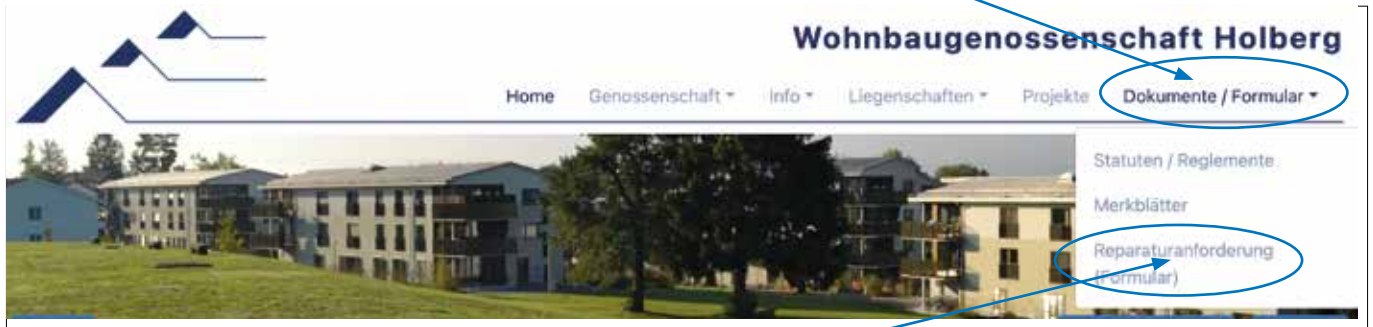 Wohnbaugenossenschaft Holberg
Home Genossenschaft Info Liegenschaften Projekte Dokumente / Formular
Statuten / Reglemente
Merkblätter
Reparaturanforderung
(Formular)